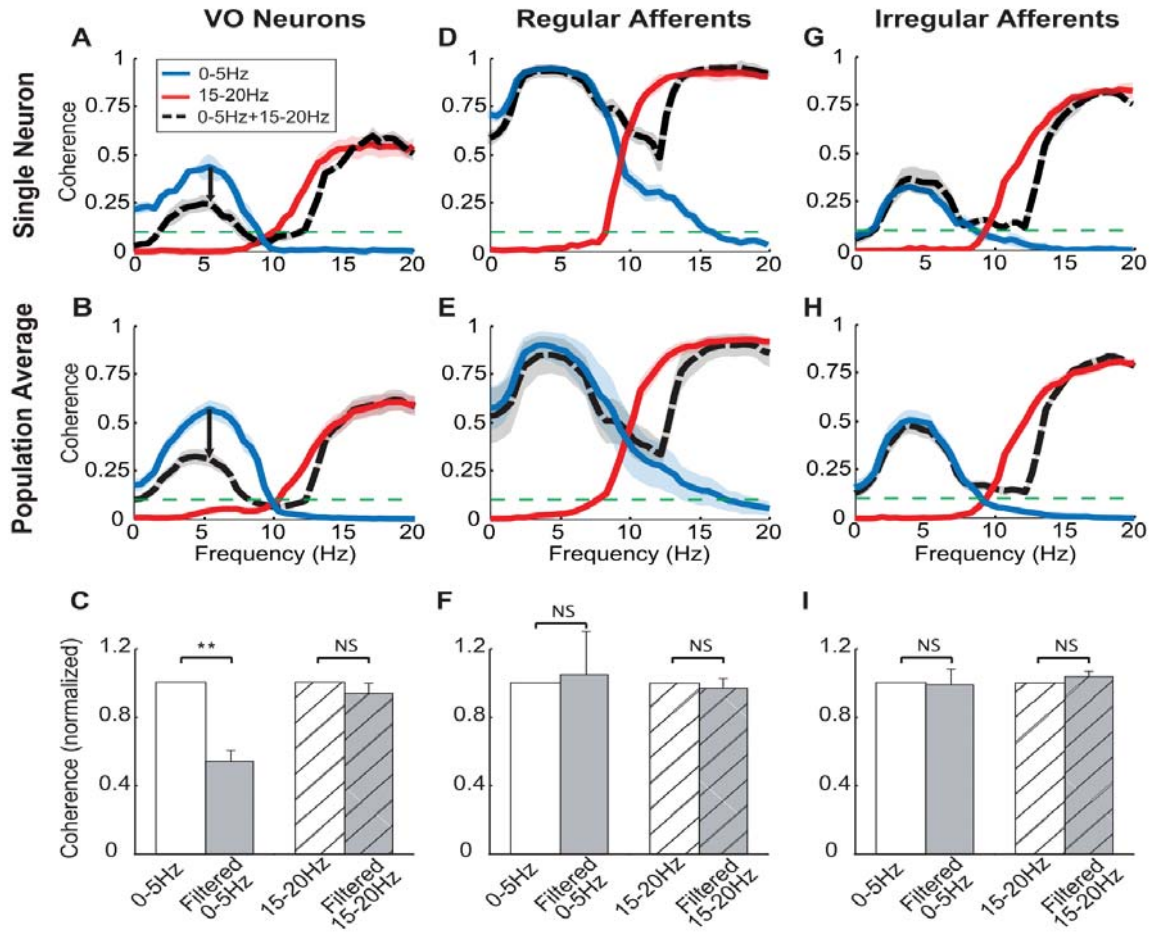 VO Neurons
Regular Afferents
Irregular Afferents
Single Neuron
Population Average
A
Coherence
1
0.75
0.5
0.25
0
0 5 10 15 20
0-5Hz
15-20Hz
0-5Hz+15-20Hz
D
1
0.75
0.5
0.25
0
0 5 10 15 20
G
1
0.75
0.5
0.25
0
0 5 10 15 20
B
Coherence
1
0.75
0.5
0.25
0
0 5 10 15 20
Frequency (Hz)
E
1
0.75
0.5
0.25
0
0 5 10 15 20
Frequency (Hz)
H
1
0.75
0.5
0.25
0
0 5 10 15 20
Frequency (Hz)
C
Coherence (normalized)
1.2
0.8
0.4
0
**
NS
0-5Hz
Filtered
0-5Hz
15-20Hz
Filtered
15-20Hz
F
1.2
0.8
0.4
0
NS
NS
0-5Hz
Filtered
0-5Hz
15-20Hz
Filtered
15-20Hz
I
1.2
0.8
0.4
0
NS
NS
0-5Hz
Filtered
0-5Hz
15-20Hz
Filtered
15-20Hz